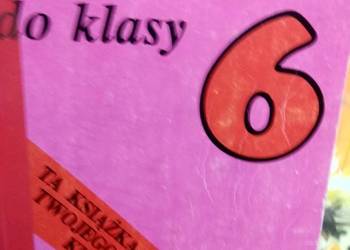 do klasy
6
TA KSIĄŻKA
TWOJEGO